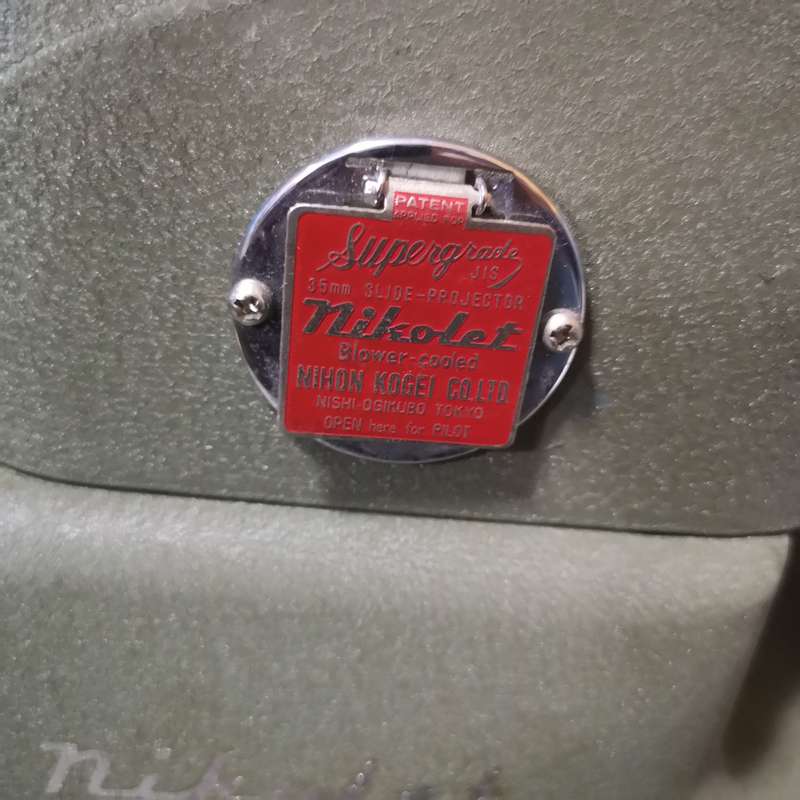 PATENT
APPLIED FOR
Supergrade
JIS
35mm SLIDE-PROJECTOR
Nikolet
Blower-cooled
NIHON KOGEI CO.LTD.
NISHI-OGIKUBO TOKYO
OPEN here for PILOT
Nikolet